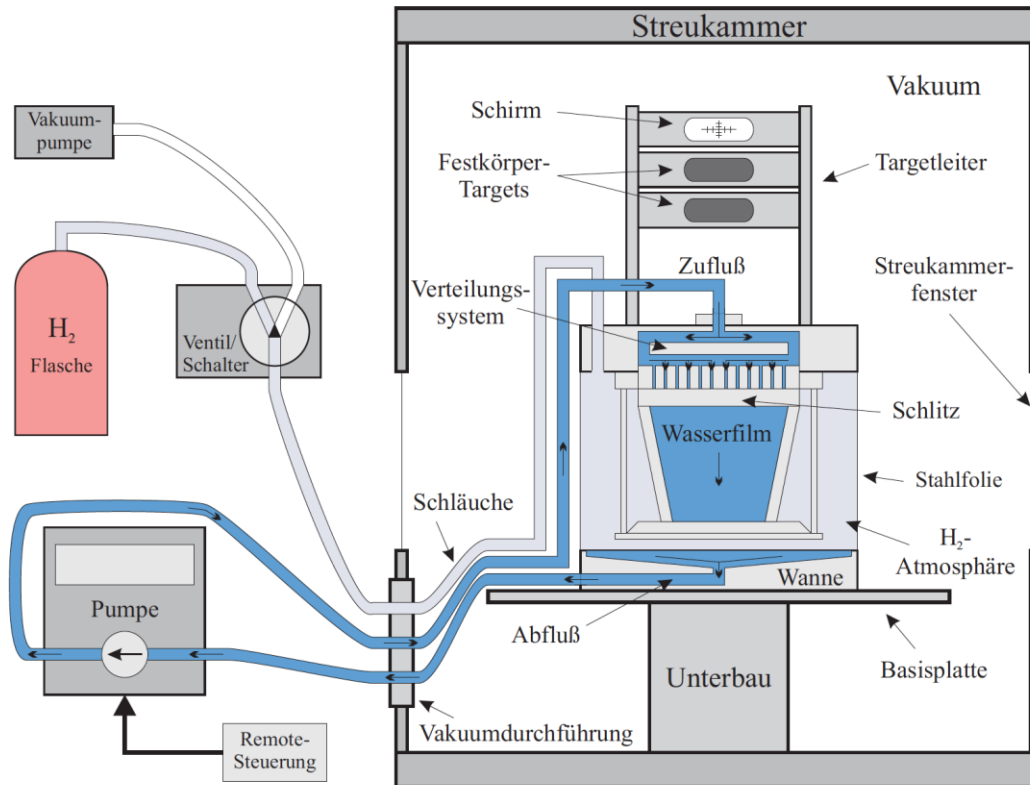 Streukammer
Vakuum
Vakuum-
pumpe
Schirm
Festkörper-
Targets
Targetleiter
Zufluß
Streukammer-
fenster
Verteilungs-
system
H2
Flasche
Ventil/
Schalter
Schlitz
Wasserfilm
Stahlfolie
Schläuche
H2-
Atmosphäre
Wanne
Pumpe
Abfluß
Basisplatte
Unterbau
Vakuumdurchführung
Remote-
Steuerung